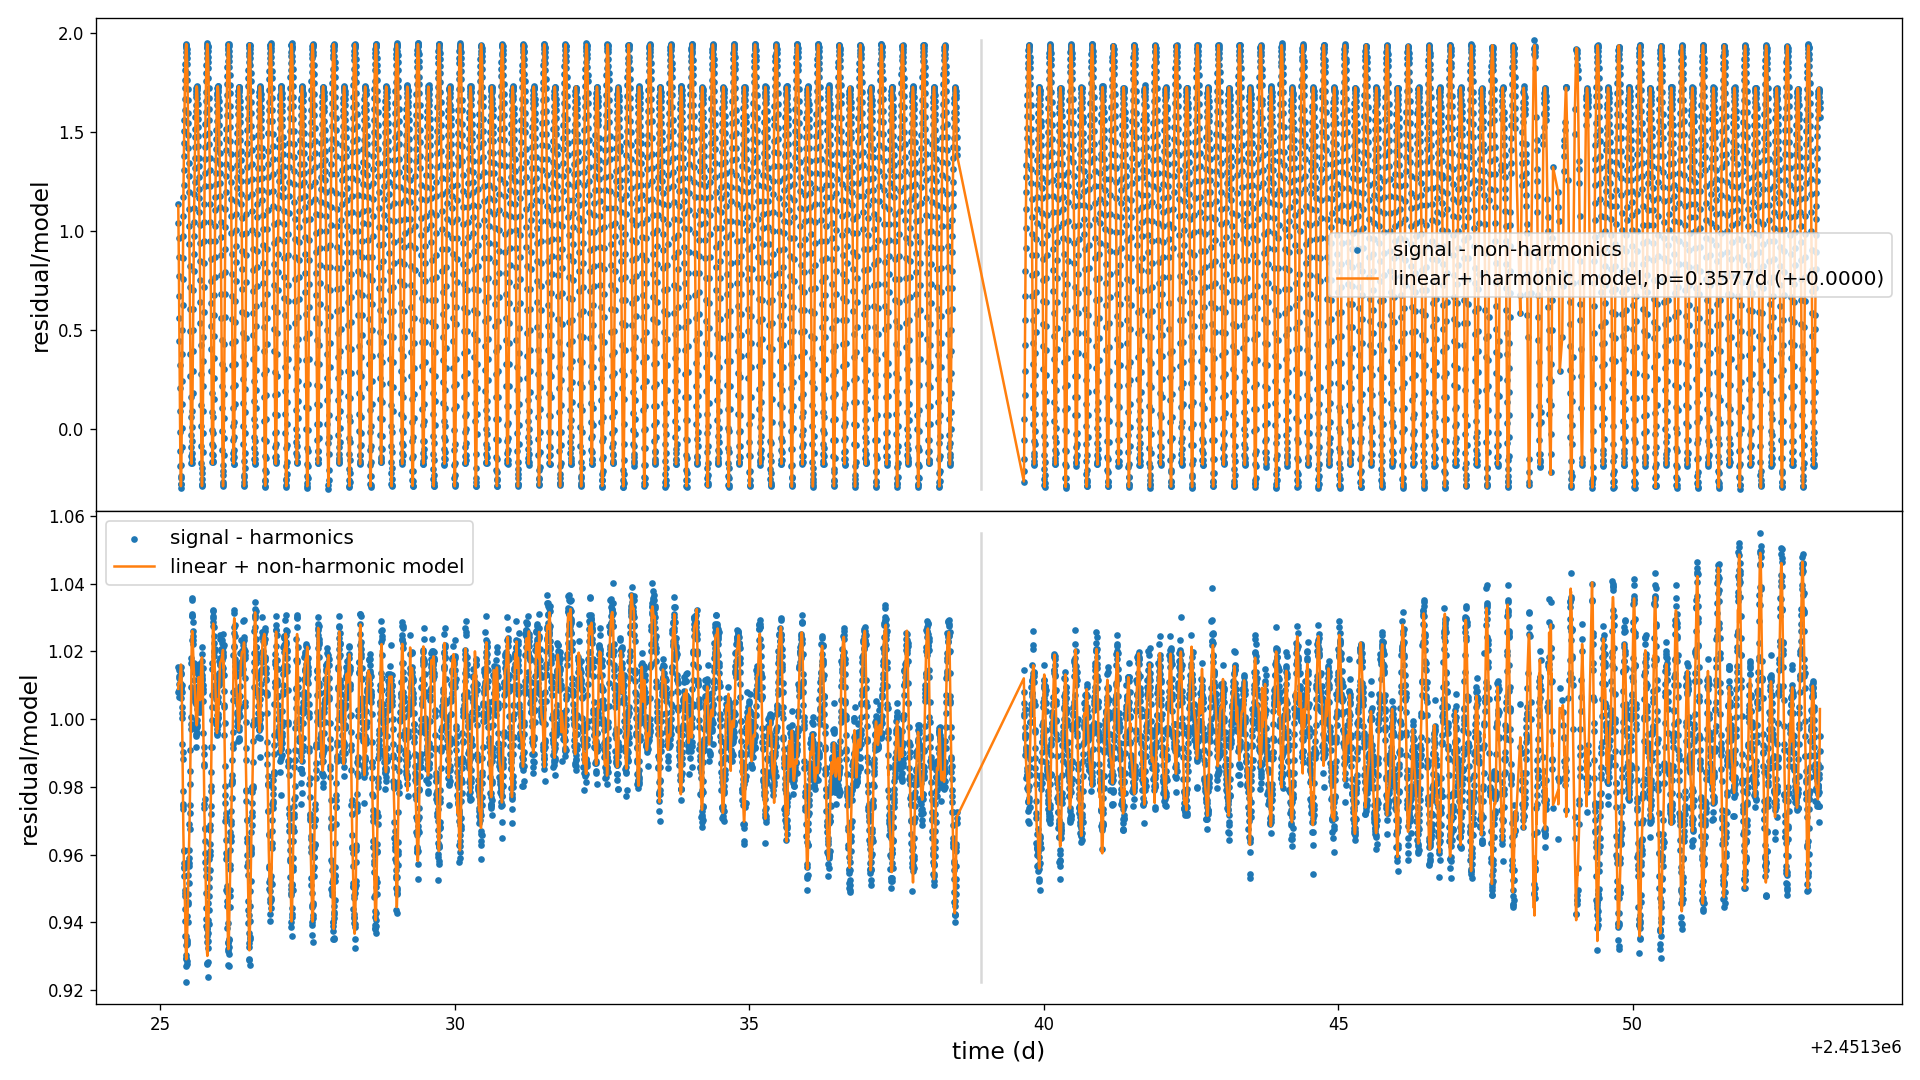 2.0
1.5
1.0
0.5
0.0
residual/model
signal - non-harmonics
linear + harmonic model, p=0.3577d (+-0.0000)
1.06
1.04
1.02
1.00
0.98
0.96
0.94
0.92
residual/model
signal - harmonics
linear + non-harmonic model
25
30
35
40
45
50
time (d)
+2.4513e6